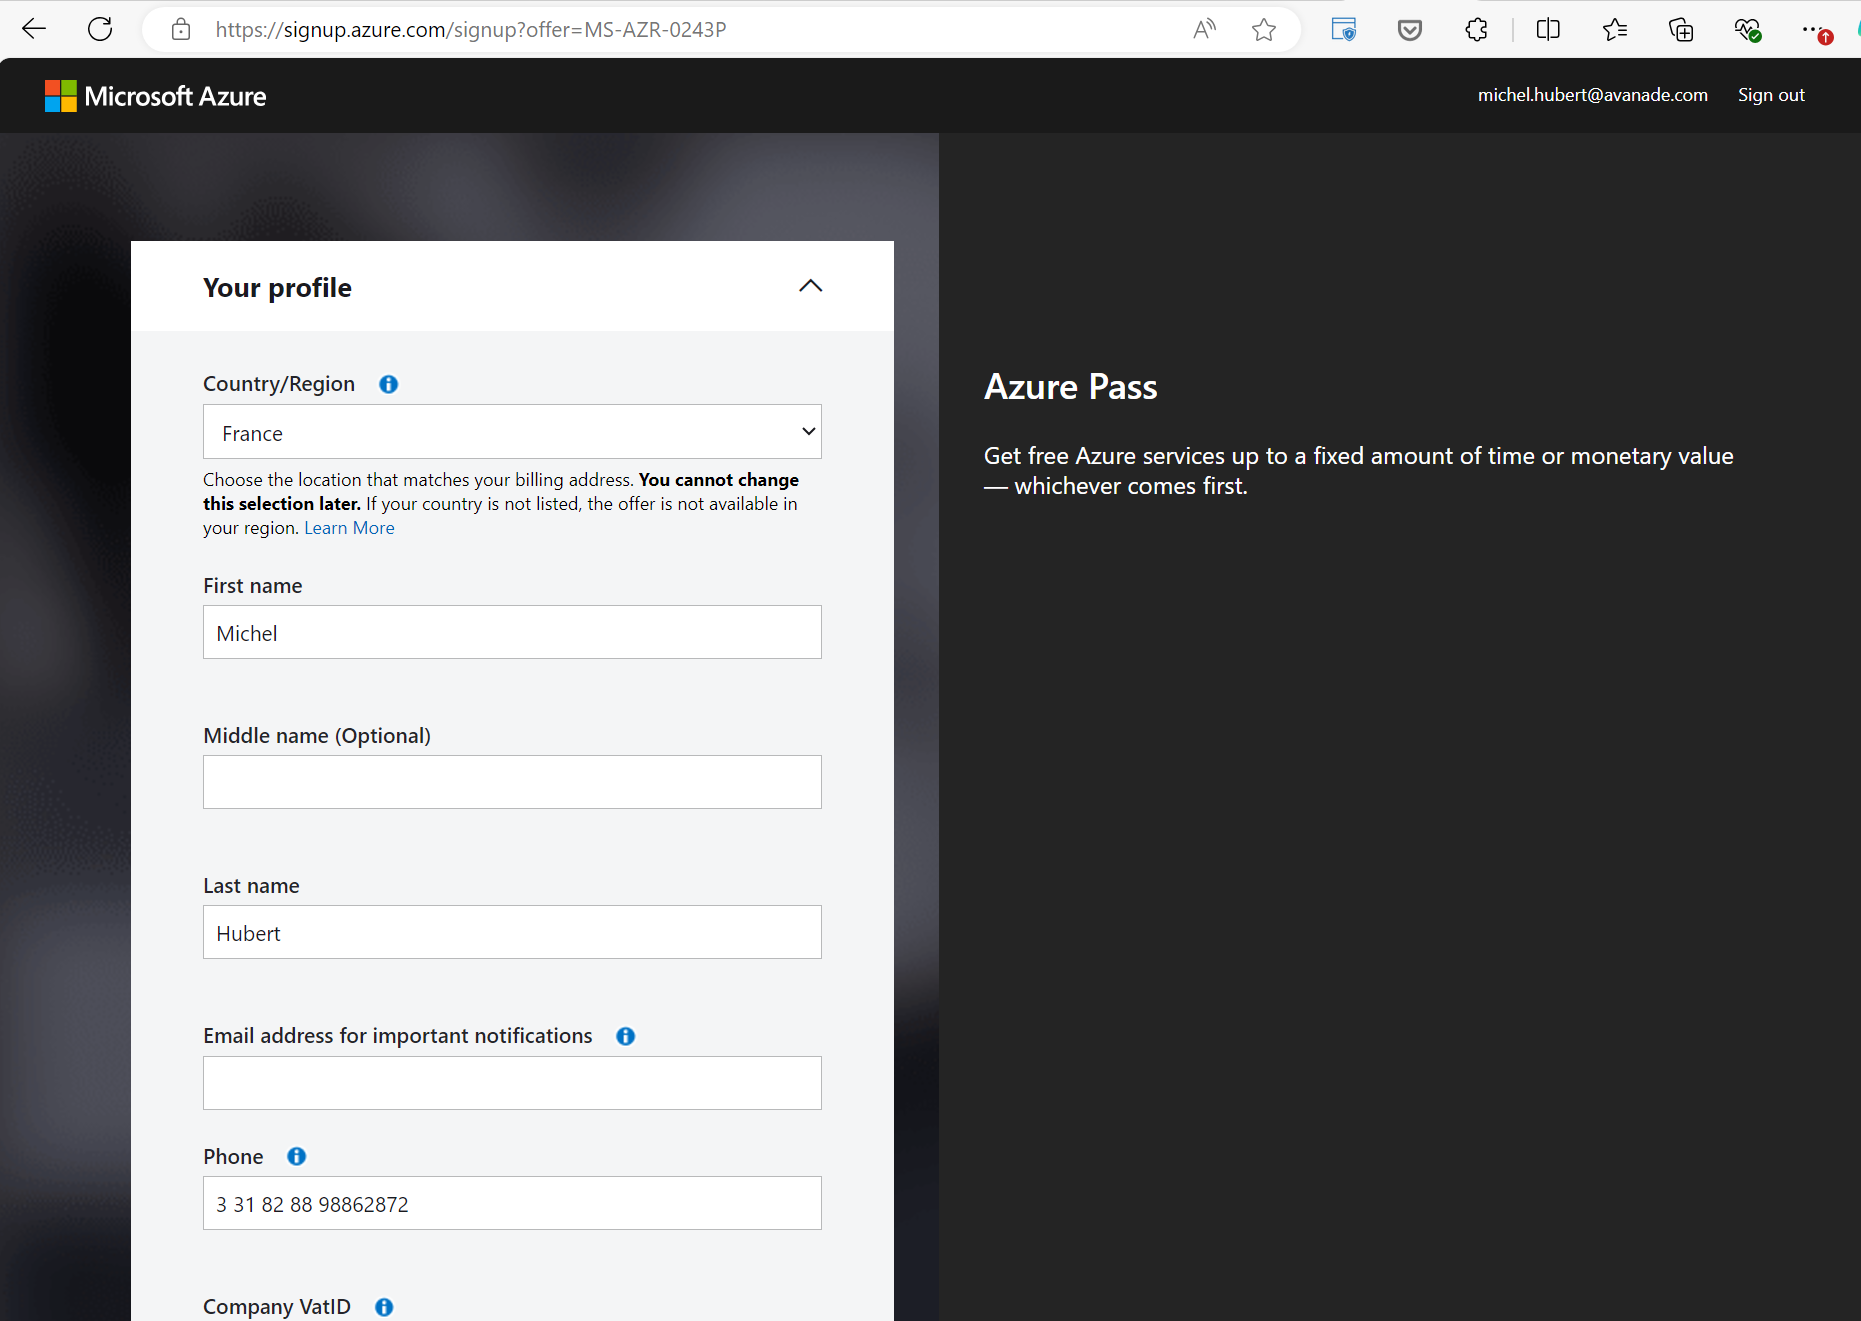 https://signup.azure.com/signup?offer=MS-AZR-0243P
Microsoft Azure
michel.hubert@avanade.com
Sign out
Your profile
Country/Region
France
Choose the location that matches your billing address. You cannot change
this selection later. If your country is not listed, the offer is not available in
your region. Learn More
First name
Michel
Middle name (Optional)
Last name
Hubert
Email address for important notifications
Phone
3 31 82 88 98862872
Company VatID
Azure Pass
Get free Azure services up to a fixed amount of time or monetary value
— whichever comes first.